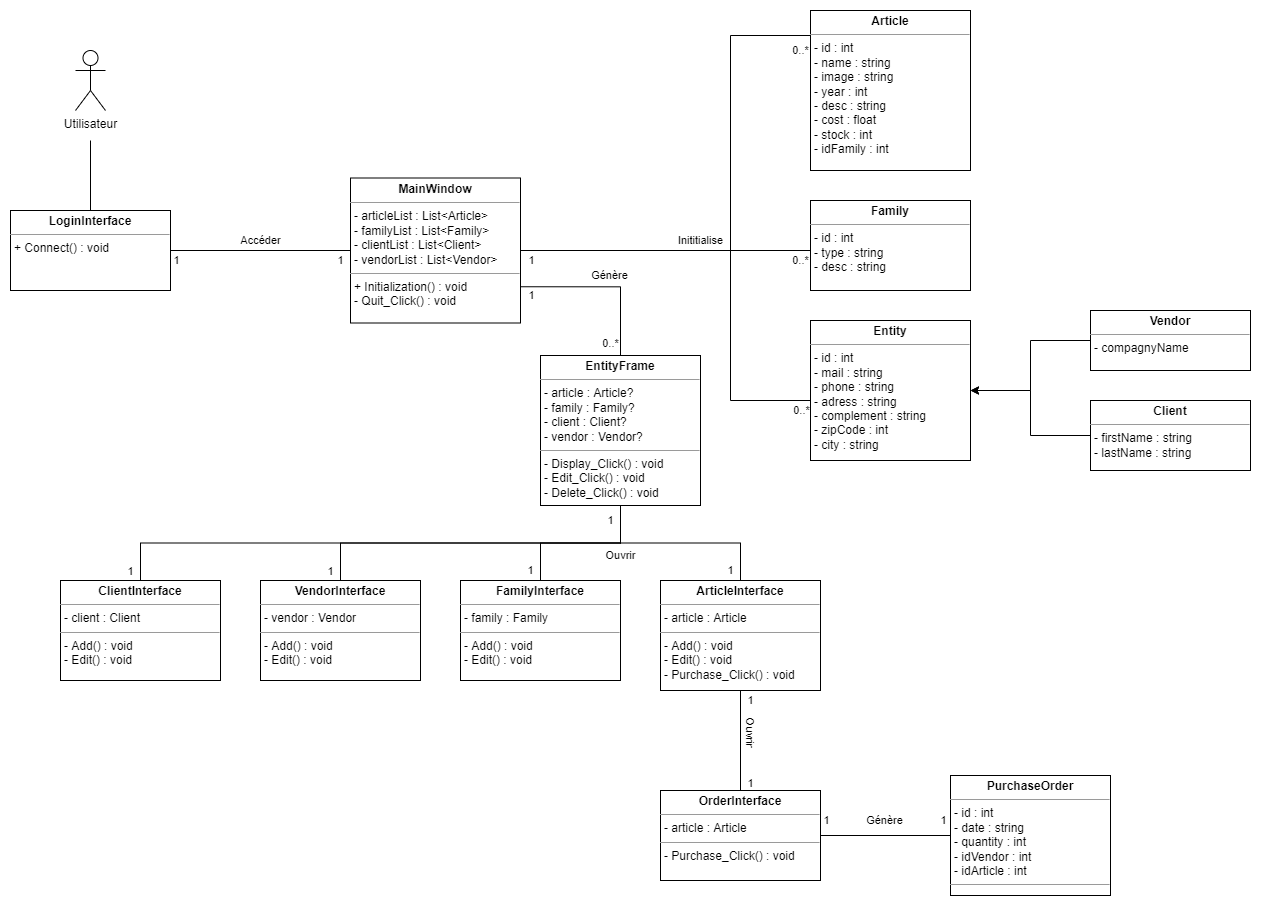 Utilisateur
LoginInterface
+ Connect() : void
Accéder
1
1
MainWindow
- articleList : List<Article>
- familyList : List<Family>
- clientList : List<Client>
- vendorList : List<Vendor>
+ Initialization() : void
- Quit_Click() : void
1
Inititialise
0..*
0..*
0..*
Article
- id : int
- name : string
- image : string
- year : int
- desc : string
- cost : float
- stock : int
- idFamily : int
Family
- id : int
- type : string
- desc : string
Entity
- id : int
- mail : string
- phone : string
- adress : string
- complement : string
- zipCode : int
- city : string
Vendor
- compagnyName
Client
- firstName : string
- lastName : string
Génère
1
0..*
EntityFrame
- article : Article?
- family : Family?
- client : Client?
- vendor : Vendor?
- Display_Click() : void
- Edit_Click() : void
- Delete_Click() : void
1
Ouvrir
1
1
1
1
ClientInterface
- client : Client
- Add() : void
- Edit() : void
VendorInterface
- vendor : Vendor
- Add() : void
- Edit() : void
FamilyInterface
- family : Family
- Add() : void
- Edit() : void
ArticleInterface
- article : Article
- Add() : void
- Edit() : void
- Purchase_Click() : void
1
Ouvrir
1
OrderInterface
- article : Article
- Purchase_Click() : void
1
Génère
1
PurchaseOrder
- id : int
- date : string
- quantity : int
- idVendor : int
- idArticle : int